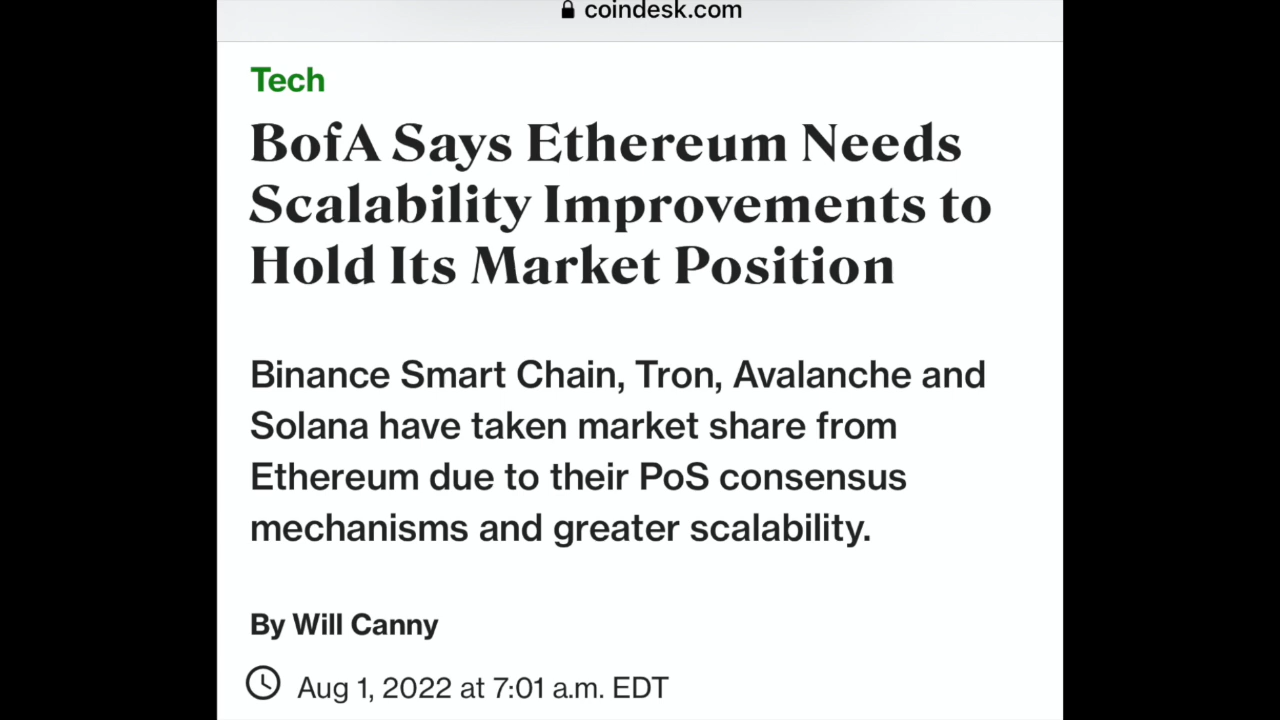 coindesk.com
Tech
BofA Says Ethereum Needs
Scalability Improvements to
Hold Its Market Position
Binance Smart Chain, Tron, Avalanche and
Solana have taken market share from
Ethereum due to their PoS consensus
mechanisms and greater scalability.
By Will Canny
Aug 1, 2022 at 7:01 a.m. EDT